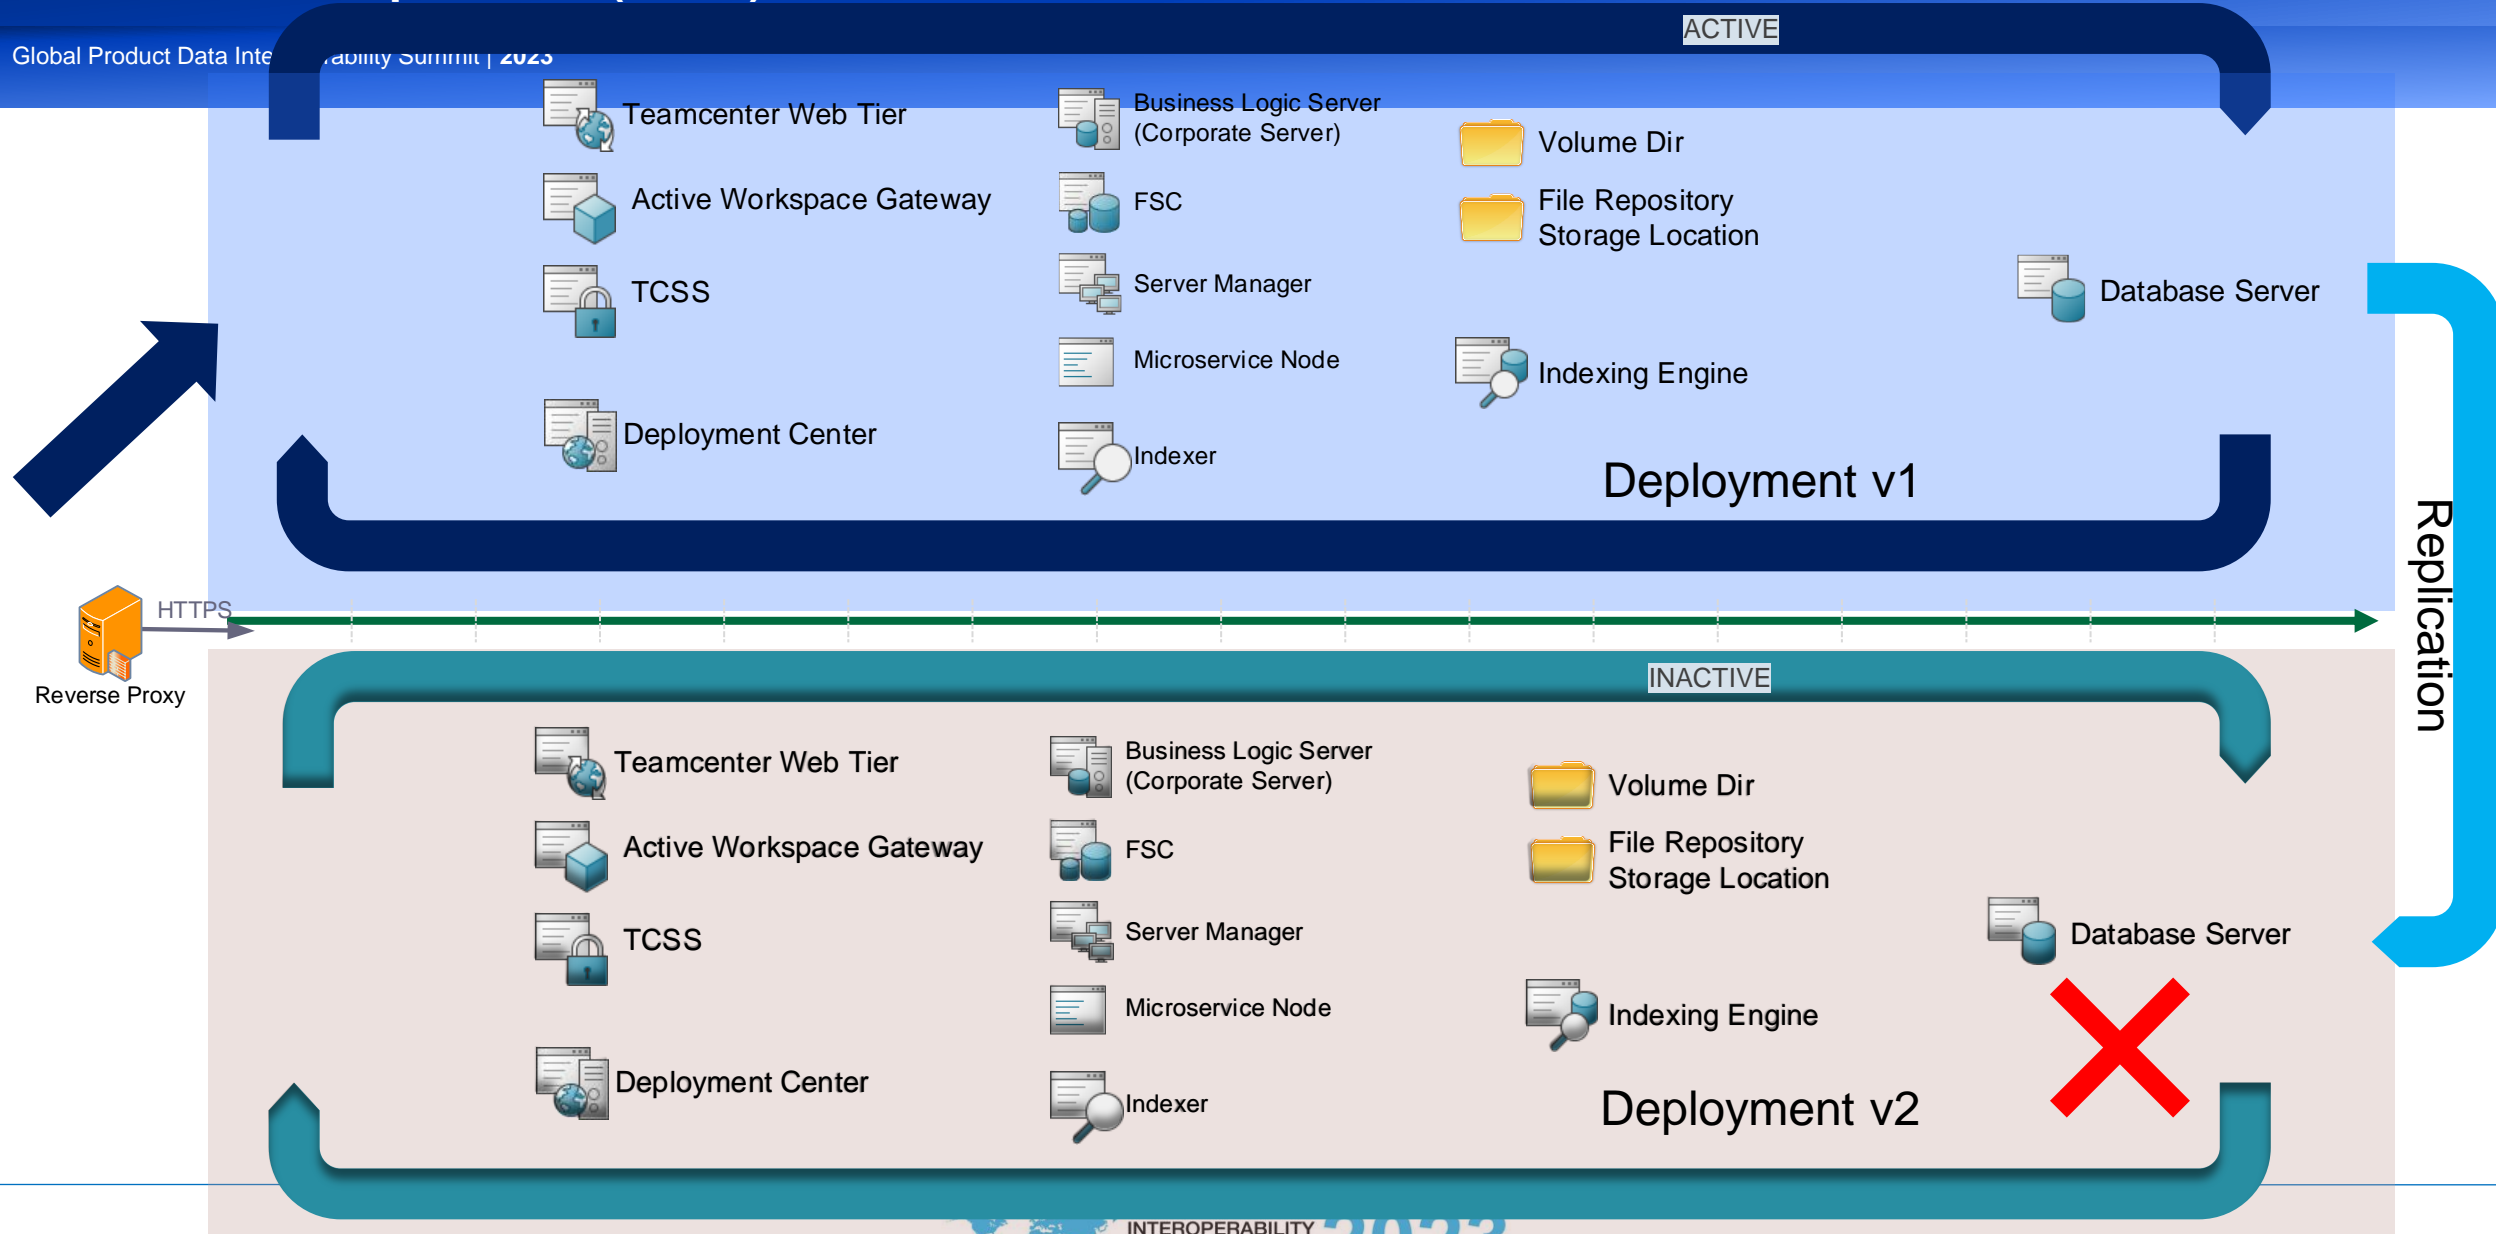 ACTIVE
Global Product Data Inte rability Summit | 2023
Teamcenter Web Tier
Business Logic Server
(Corporate Server)
Volume Dir
Active Workspace Gateway
FSC
File Repository
Storage Location
TCSS
Server Manager
Database Server
Microservice Node
Indexing Engine
Deployment Center
Indexer
Deployment v1
Replication
HTTPS
Reverse Proxy
INACTIVE
Teamcenter Web Tier
Business Logic Server
(Corporate Server)
Volume Dir
Active Workspace Gateway
FSC
File Repository
Storage Location
TCSS
Server Manager
Database Server
Microservice Node
Indexing Engine
Deployment Center
Indexer
Deployment v2
INTEROPERABILITY
2023